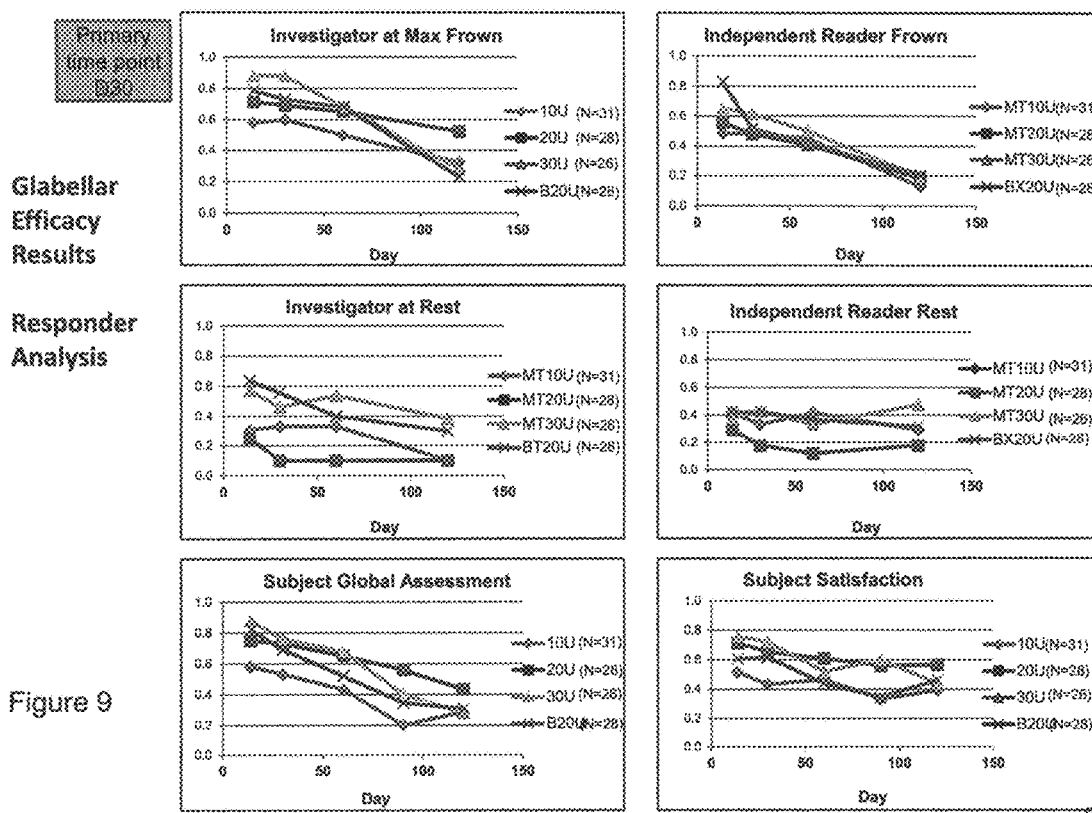 Primary
time point
D30
Glabellar
Efficacy
Results
Responder
Analysis
Figure 9
Investigator at Max Frown
1.0
0.8
0.6
0.4
0.2
0.0
0 50 100 150
Day
10U (N=31)
20U (N=28)
30U (N=26)
B20U(N=28)
Independent Reader Frown
1.0
0.8
0.6
0.4
0.2
0.0
0 50 100 150
Day
MT10U(N=31
MT20U(N=28
MT30U(N=26
BX20U(N=28
Investigator at Rest
1.0
0.8
0.6
0.4
0.2
0.0
0 50 100 150
Day
MT10U(N=31)
MT20U(N=28)
MT30U(N=26)
BT20U(N=28)
Independent Reader Rest
1.0
0.8
0.6
0.4
0.2
0.0
0 50 100 150
Day
MT10U(N=31)
MT20U(N=28)
MT30U(N=26)
BX20U(N=28)
Subject Global Assessment
1.0
0.8
0.6
0.4
0.2
0.0
0 50 100 150
Day
10U(N=31)
20U(N=28)
30U(N=26)
B20U(N=28)
Subject Satisfaction
1.0
0.8
0.6
0.4
0.2
0.0
0 50 100 150
Day
10U(N=31)
20U(N=28)
30U(N=26)
B20U(N=28)